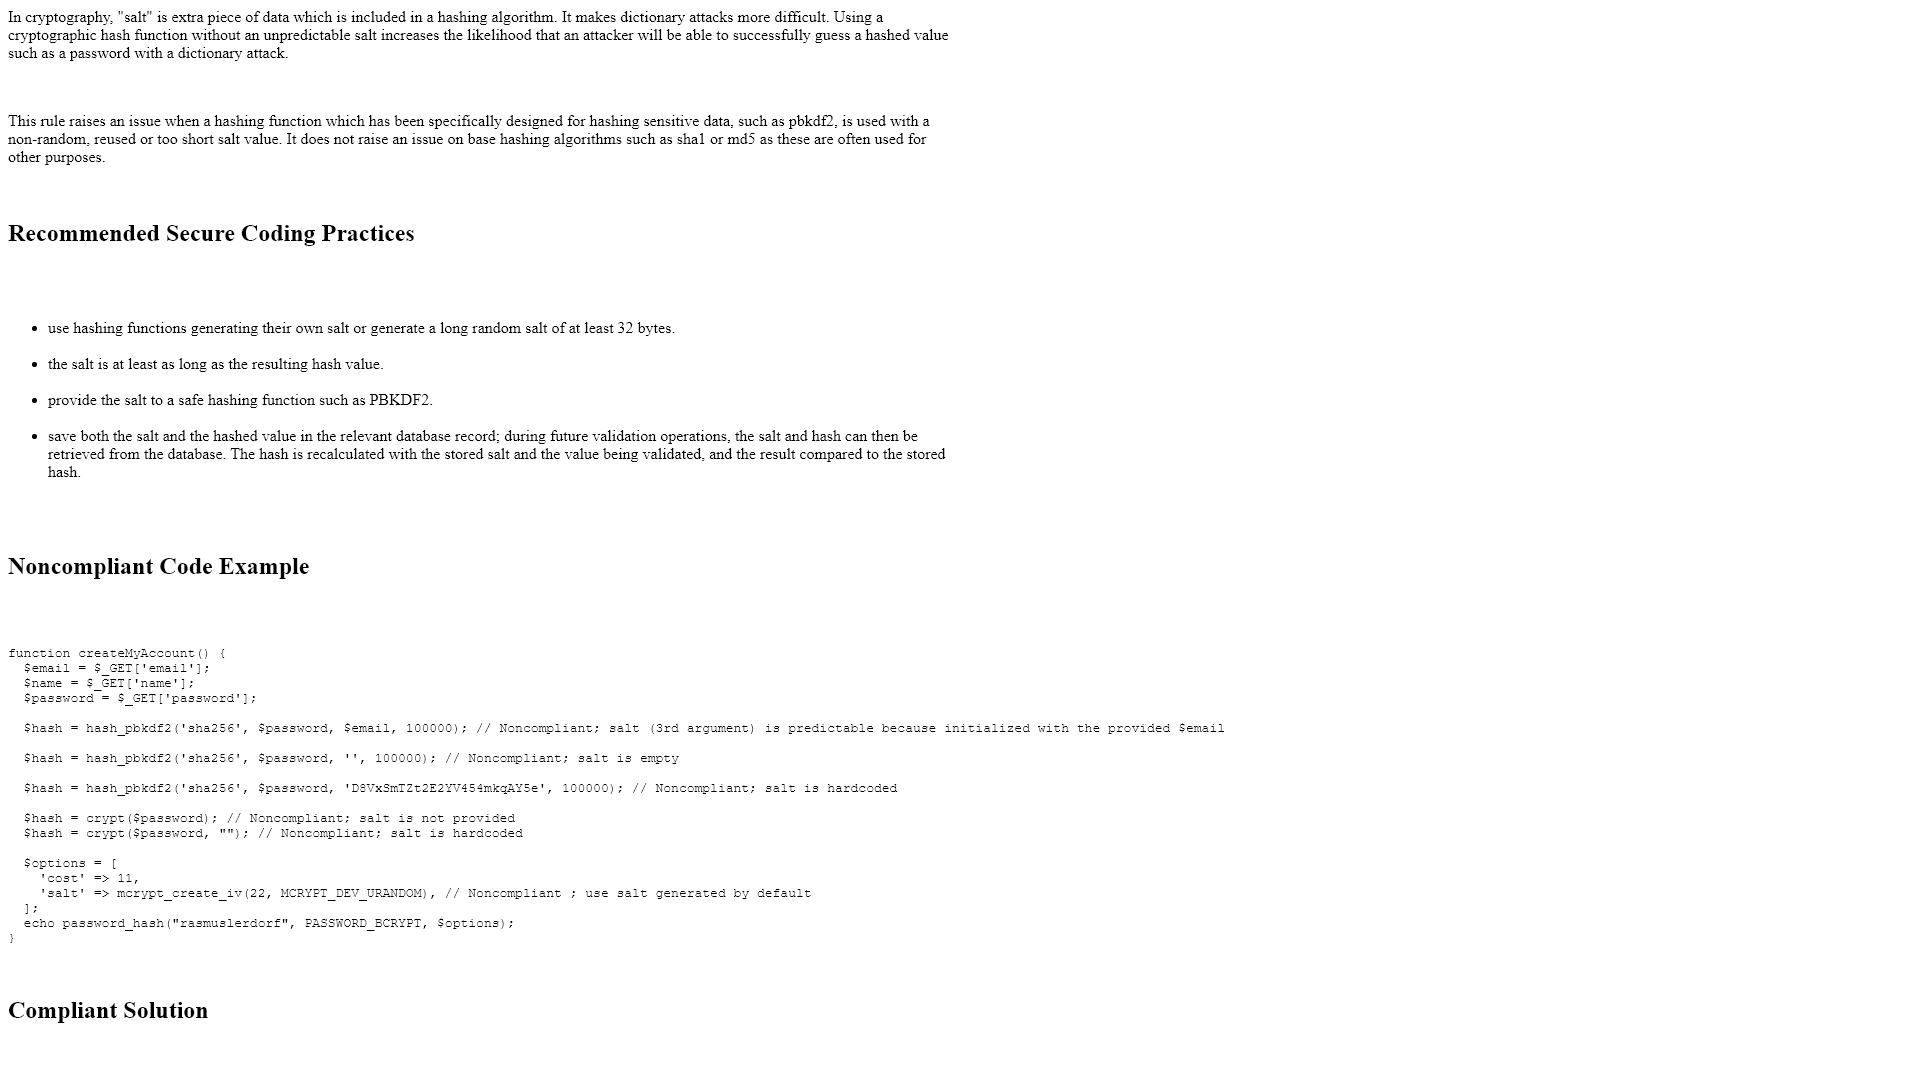 In cryptography, "salt" is extra piece of data which is included in a hashing algorithm. It makes dictionary attacks more difficult. Using a
cryptographic hash function without an unpredictable salt increases the likelihood that an attacker will be able to successfully guess a hashed value
such as a password with a dictionary attack.
This rule raises an issue when a hashing function which has been specifically designed for hashing sensitive data, such as pbkdf2, is used with a
non-random, reused or too short salt value. It does not raise an issue on base hashing algorithms such as sha1 or md5 as these are often used for
other purposes.
Recommended Secure Coding Practices
• use hashing functions generating their own salt or generate a long random salt of at least 32 bytes.
• the salt is at least as long as the resulting hash value.
• provide the salt to a safe hashing function such as PBKDF2.
• save both the salt and the hashed value in the relevant database record; during future validation operations, the salt and hash can then be
retrieved from the database. The hash is recalculated with the stored salt and the value being validated, and the result compared to the stored
hash.
Noncompliant Code Example
function createMyAccount() {
  $email = $_GET['email'];
  $name = $_GET['name'];
  $password = $_GET['password'];
  $hash = hash_pbkdf2('sha256', $password, $email, 100000); // Noncompliant; salt (3rd argument) is predictable because initialized with the provided $email
  $hash = hash_pbkdf2('sha256', $password, '', 100000); // Noncompliant; salt is empty
  $hash = hash_pbkdf2('sha256', $password, 'D8VxSmTZt2E2YV454mkqAY5e', 100000); // Noncompliant; salt is hardcoded
  $hash = crypt($password); // Noncompliant; salt is not provided
  $hash = crypt($password, ""); // Noncompliant; salt is hardcoded
  $options = [
    'cost' => 11,
    'salt' => mcrypt_create_iv(22, MCRYPT_DEV_URANDOM), // Noncompliant ; use salt generated by default
  ];
  echo password_hash("rasmuslerdorf", PASSWORD_BCRYPT, $options);
}
Compliant Solution